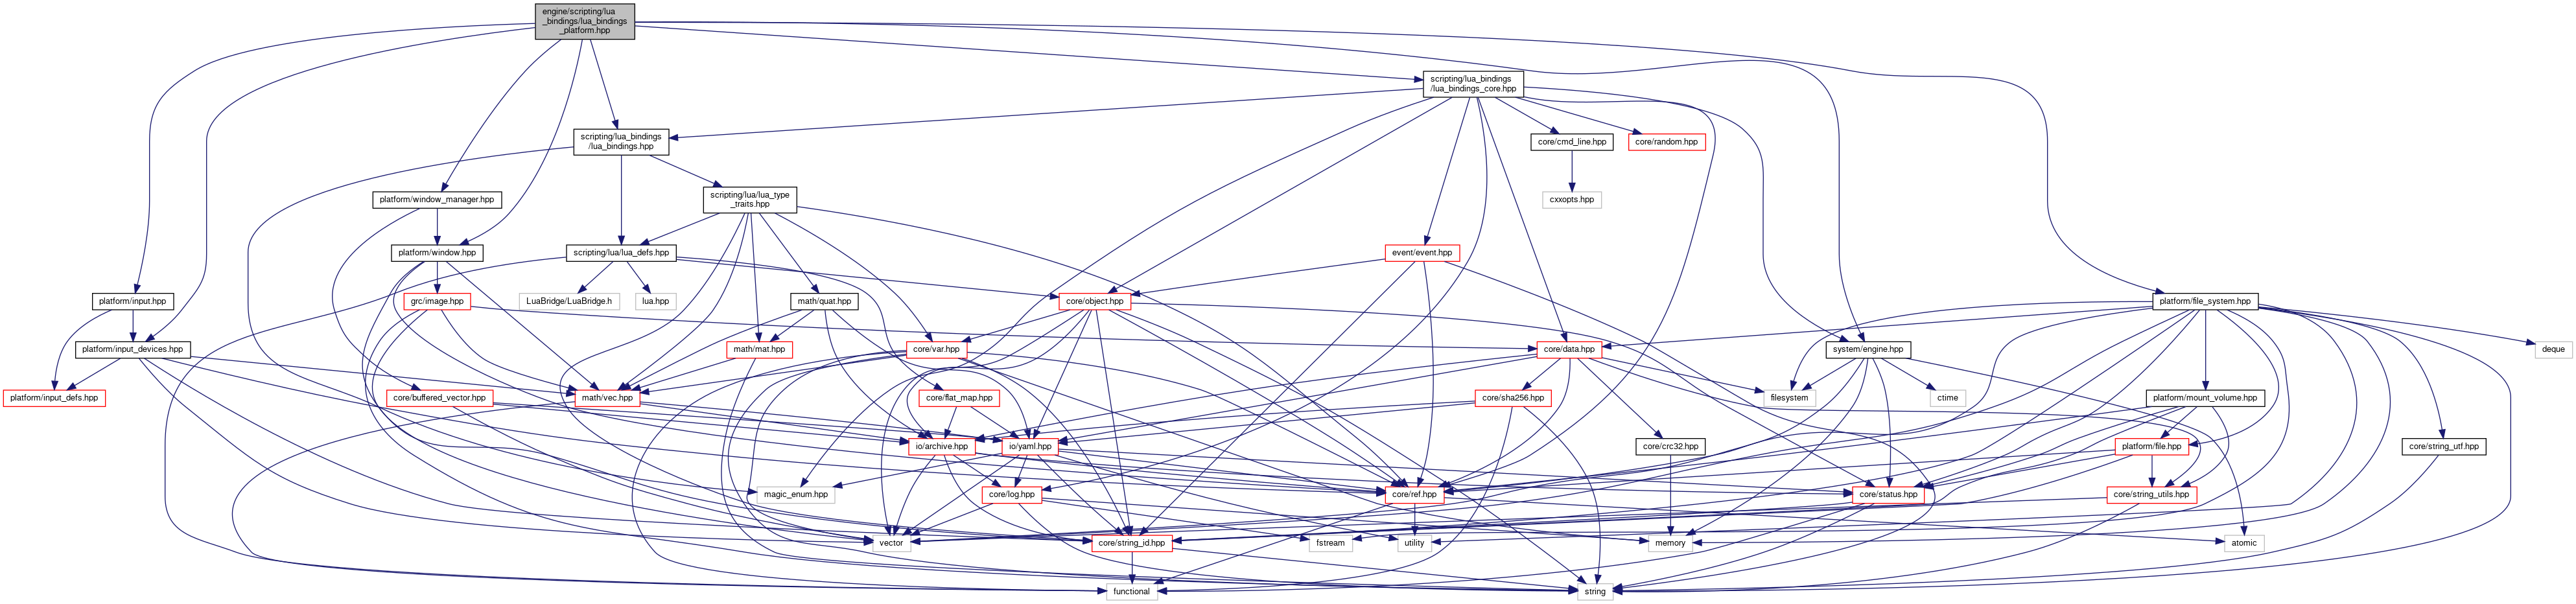 engine/scripting/lua
_bindings/lua_bindings
_platform.hpp
scripting/lua_bindings
/lua_bindings_core.hpp
scripting/lua_bindings
/lua_bindings.hpp
core/cmd_line.hpp
core/random.hpp
platform/window_manager.hpp
scripting/lua/lua_type
_traits.hpp
cxxopts.hpp
platform/window.hpp
scripting/lua/lua_defs.hpp
event/event.hpp
platform/input.hpp
grc/image.hpp
LuaBridge/LuaBridge.h
lua.hpp
math/quat.hpp
core/object.hpp
platform/file_system.hpp
platform/input_devices.hpp
math/mat.hpp
core/var.hpp
core/data.hpp
system/engine.hpp
deque
platform/input_defs.hpp
core/buffered_vector.hpp
math/vec.hpp
core/flat_map.hpp
core/sha256.hpp
filesystem
ctime
platform/mount_volume.hpp
io/archive.hpp
io/yaml.hpp
core/crc32.hpp
platform/file.hpp
core/string_utf.hpp
magic_enum.hpp
core/log.hpp
core/ref.hpp
core/status.hpp
core/string_utils.hpp
vector
core/string_id.hpp
fstream
utility
memory
atomic
functional
string